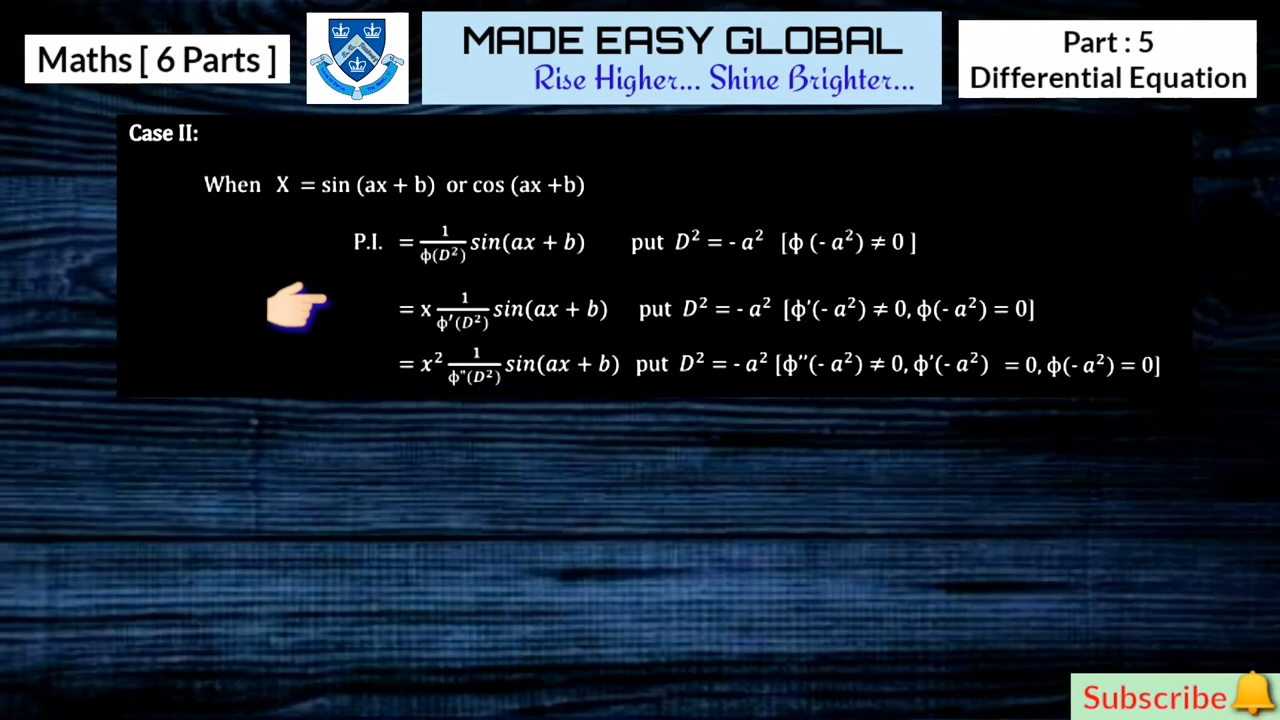 Maths [ 6 Parts ]
MADE EASY GLOBAL
Rise Higher... Shine Brighter...
Part : 5
Differential Equation
Case II:
When X = sin (ax + b) or cos (ax +b)
P.I. = 1/ϕ(D²) sin(ax + b) put D² = - a² [ϕ (- a²) ≠ 0 ]
= x 1/ϕ′(D²) sin(ax + b) put D² = - a² [ϕ′(- a²) ≠ 0, ϕ(- a²) = 0]
= x² 1/ϕ"(D²) sin(ax + b) put D² = - a² [ϕ′′(- a²) ≠ 0, ϕ′(- a²) = 0, ϕ(- a²) = 0]
Subscribe